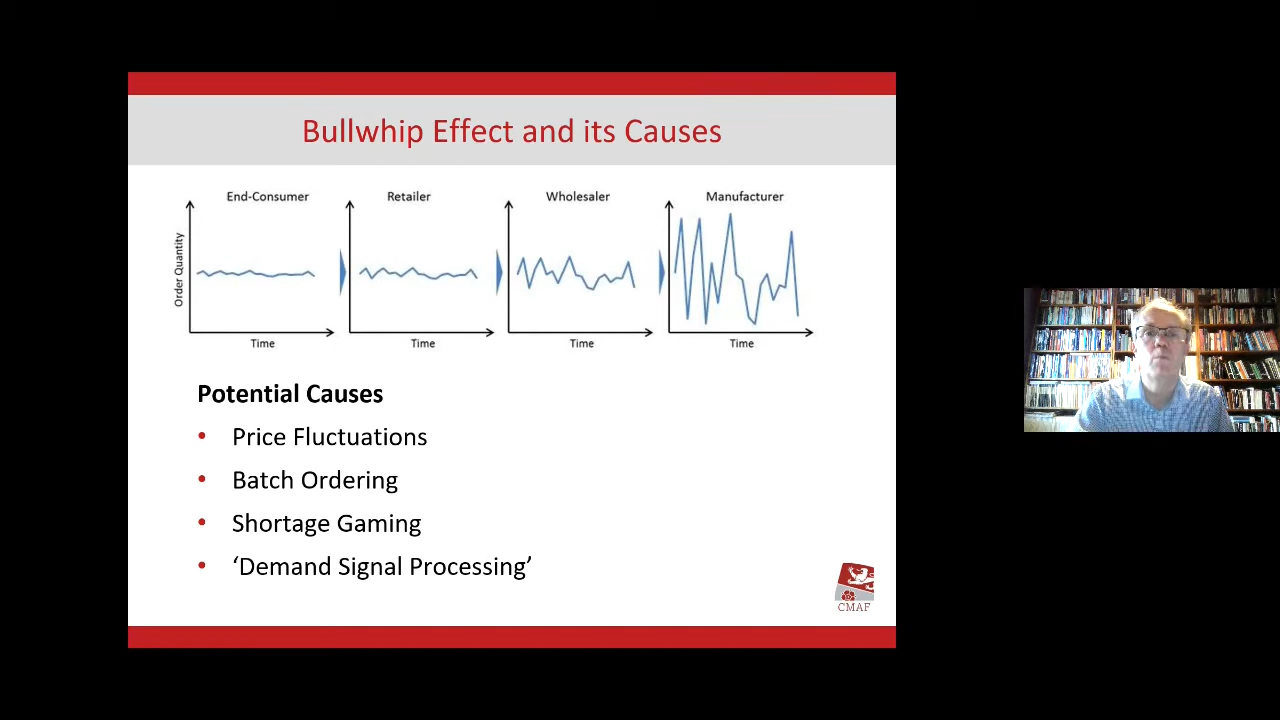 Bullwhip Effect and its Causes
End-Consumer
Retailer
Wholesaler
Manufacturer
Order Quantity
Time
Time
Time
Time
Potential Causes
• Price Fluctuations
• Batch Ordering
• Shortage Gaming
• ‘Demand Signal Processing’
CMAF